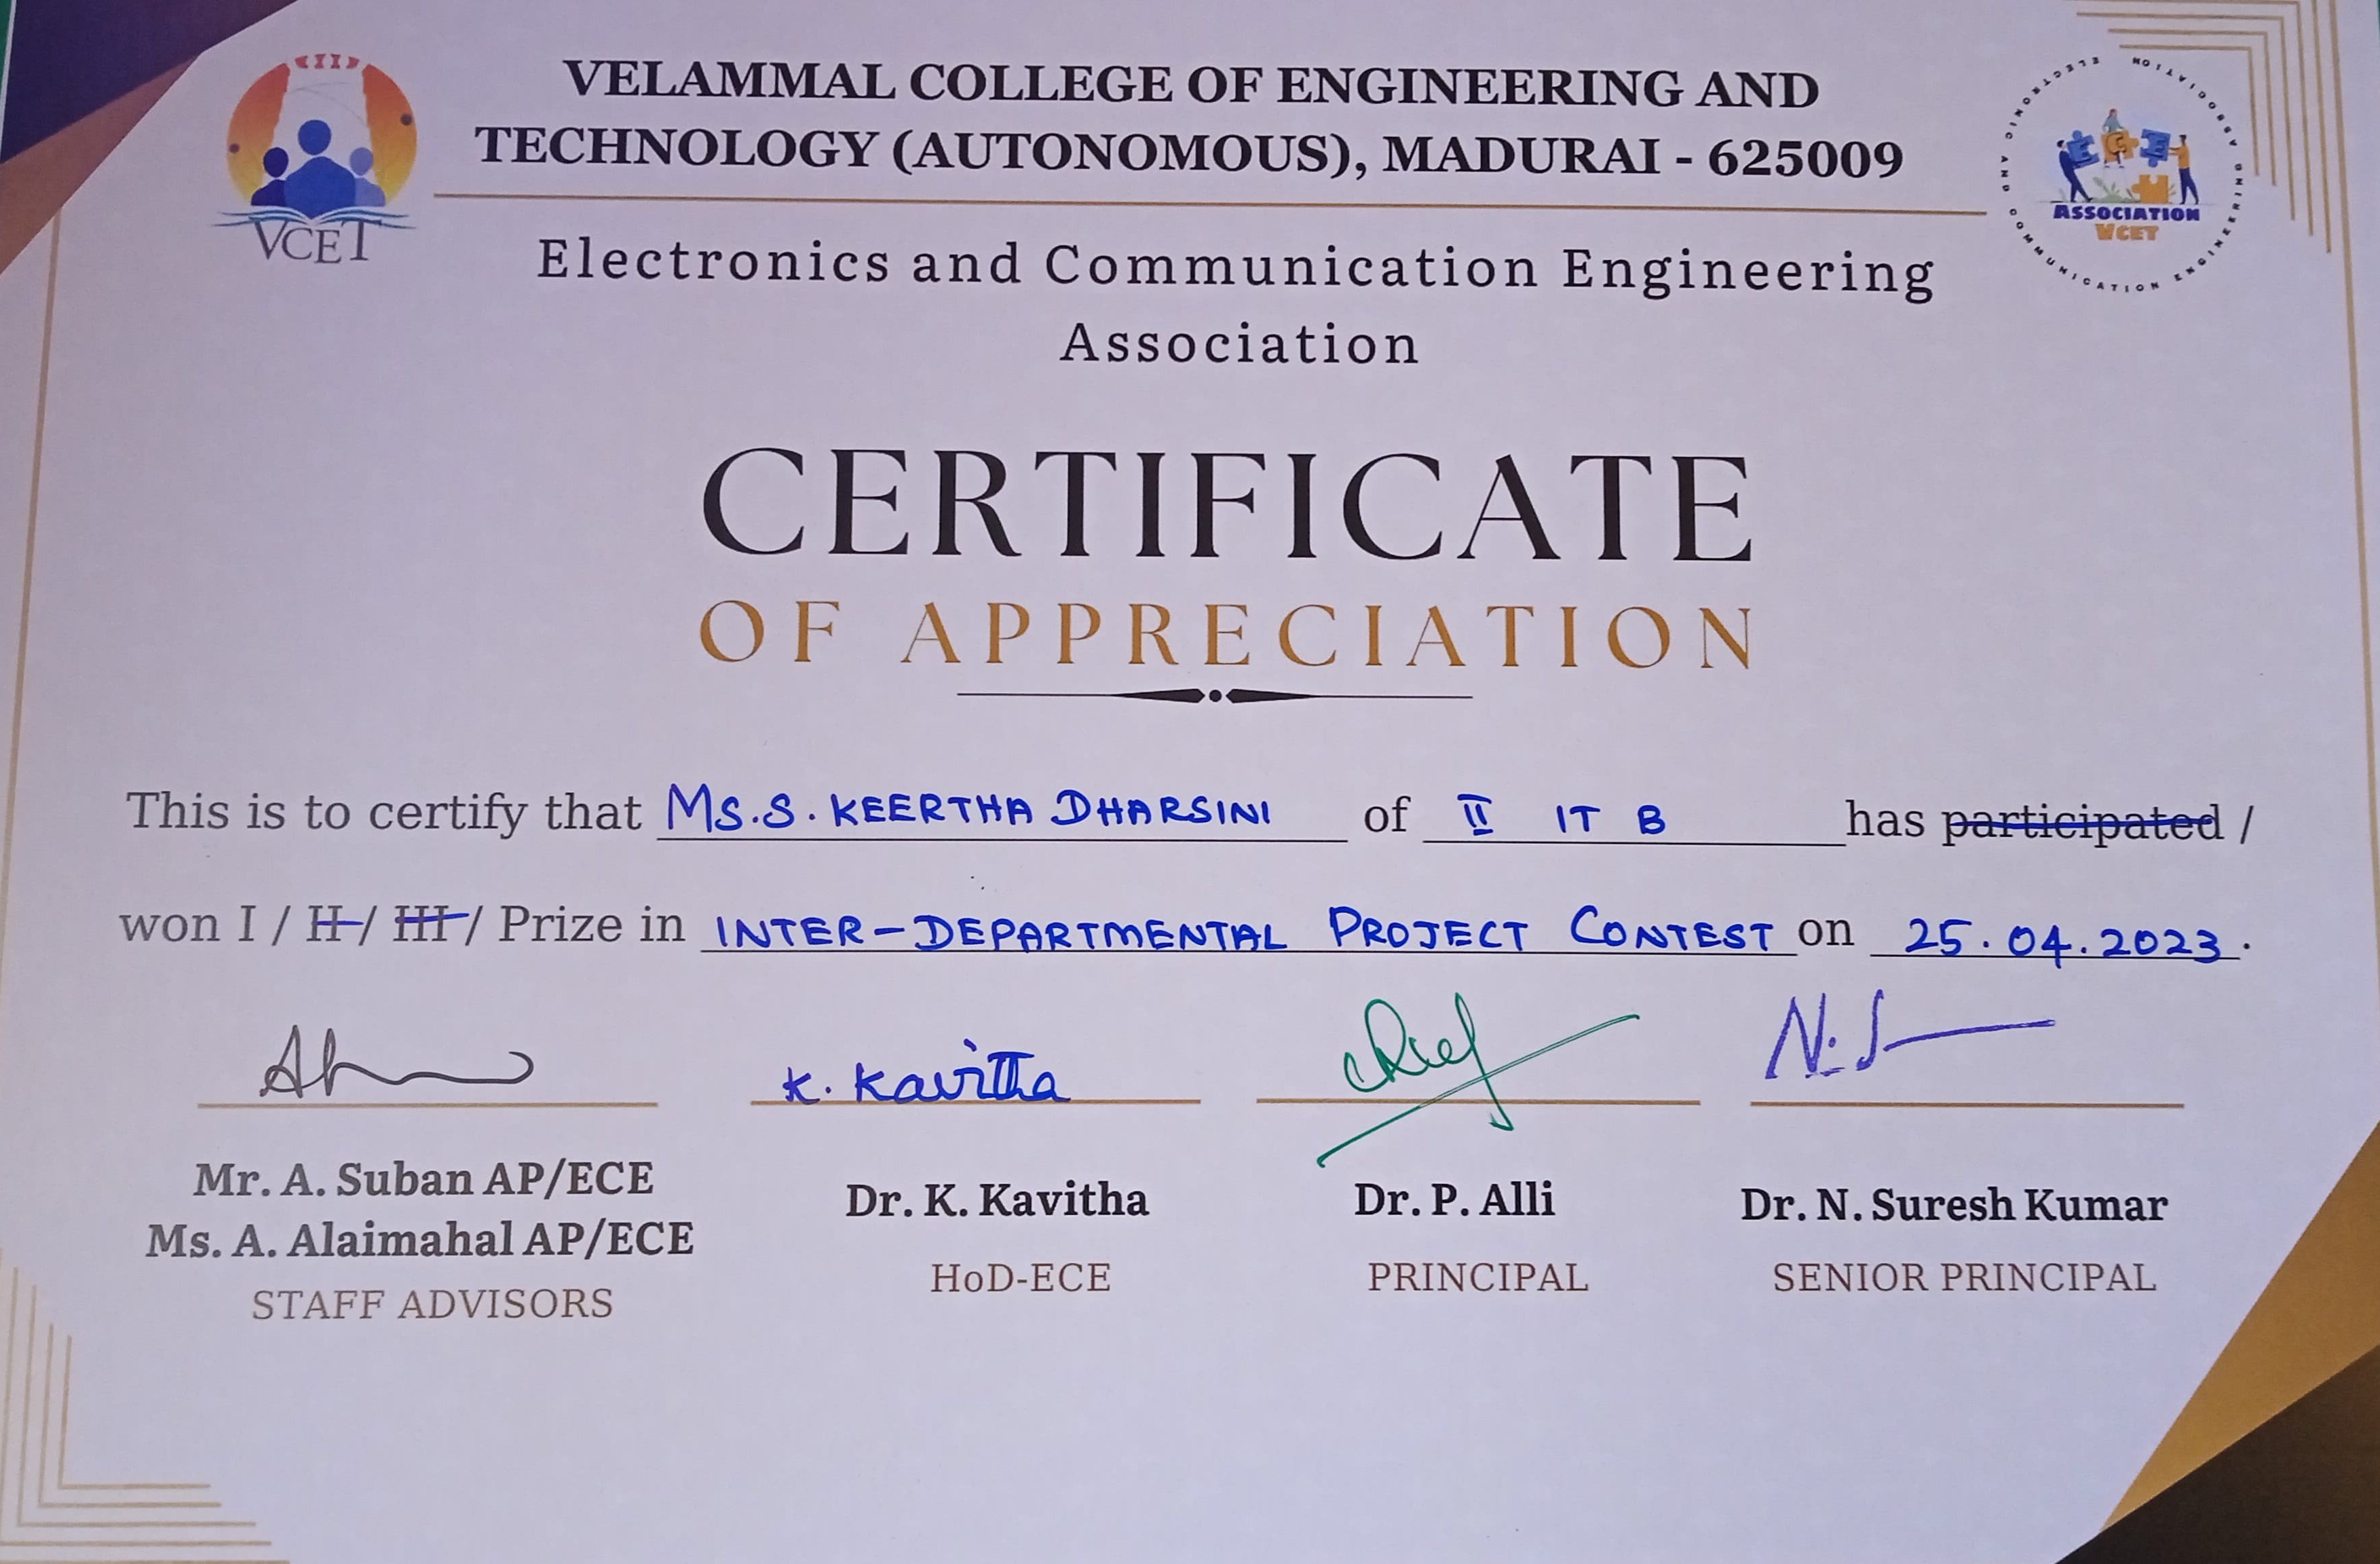 VELAMMAL COLLEGE OF ENGINEERING AND
TECHNOLOGY (AUTONOMOUS), MADURAI - 625009
VCET
ELECTRONIC AND COMMUNICATION ENGINEERING ASSOCIATION
ECE
ASSOCIATION
VCET
Electronics and Communication Engineering
Association
CERTIFICATE
OF APPRECIATION
This is to certify that Ms.S. KEERTHA DHARSINI of II IT B has participated /
won I / II / III / Prize in INTER-DEPARTMENTAL PROJECT CONTEST on 25.04.2023.
K. Kavitha
Mr. A. Suban AP/ECE
Ms. A. Alaimahal AP/ECE
STAFF ADVISORS
Dr. K. Kavitha
HoD-ECE
Dr. P. Alli
PRINCIPAL
Dr. N. Suresh Kumar
SENIOR PRINCIPAL